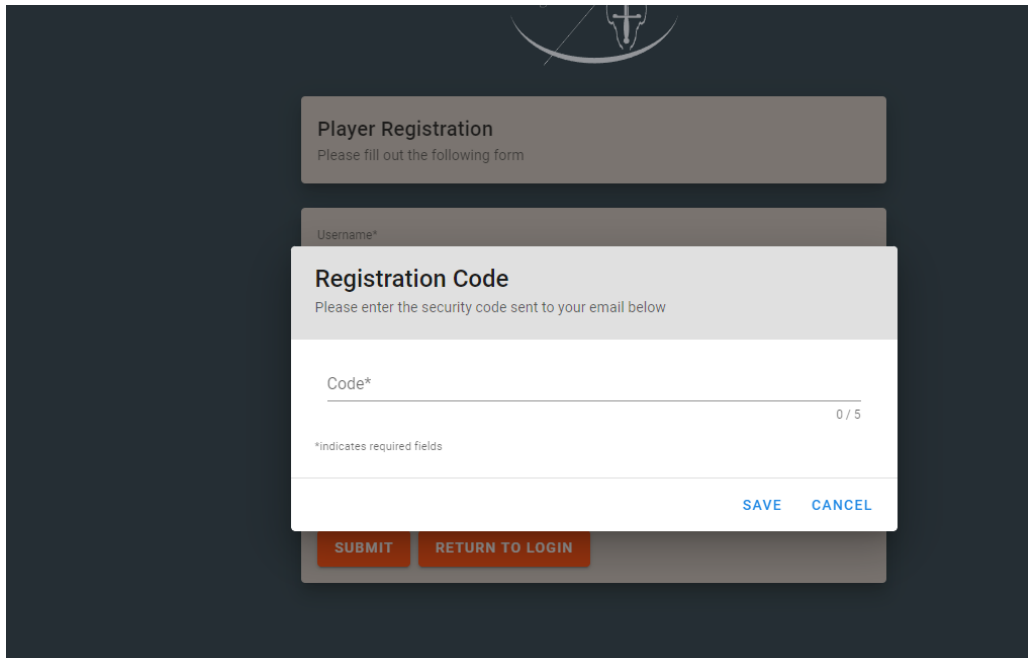 Player Registration
Please fill out the following form
Username*
Registration Code
Please enter the security code sent to your email below
Code*
0 / 5
*indicates required fields
SAVE CANCEL
SUBMIT RETURN TO LOGIN